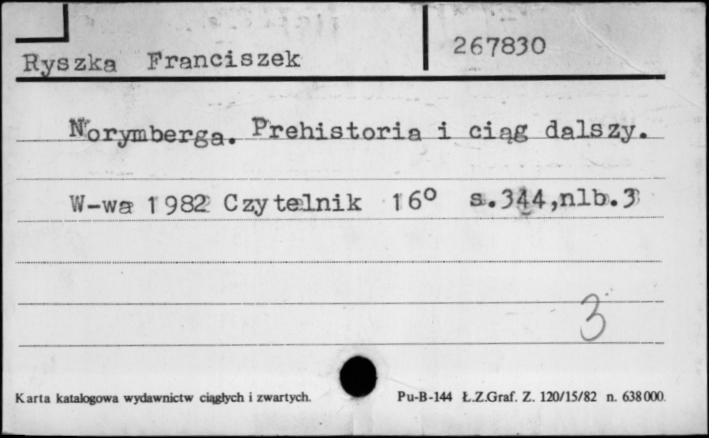 Ryszka Franciszek 267830
Norymberga. Prehistoria i ciąg dalszy.
W-wa 1982 Czytelnik 16º s.344,nlb.3
3
Karta katalogowa wydawnictw ciągłych i zwartych. Pu-B-144 Ł.Z.Graf. Z. 120/15/82 n. 638000.